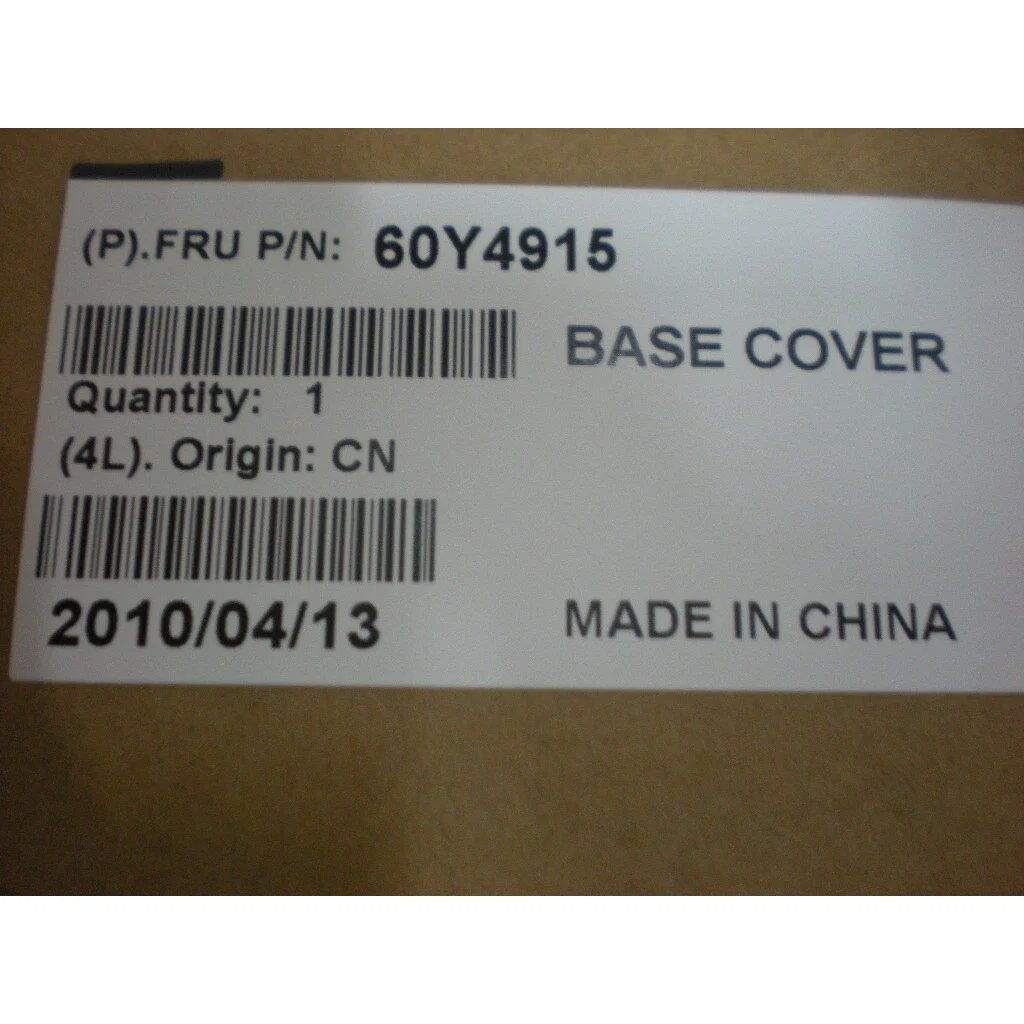 (P).FRU P/N: 60Y4915
BASE COVER
Quantity: 1
(4L). Origin: CN
2010/04/13
MADE IN CHINA